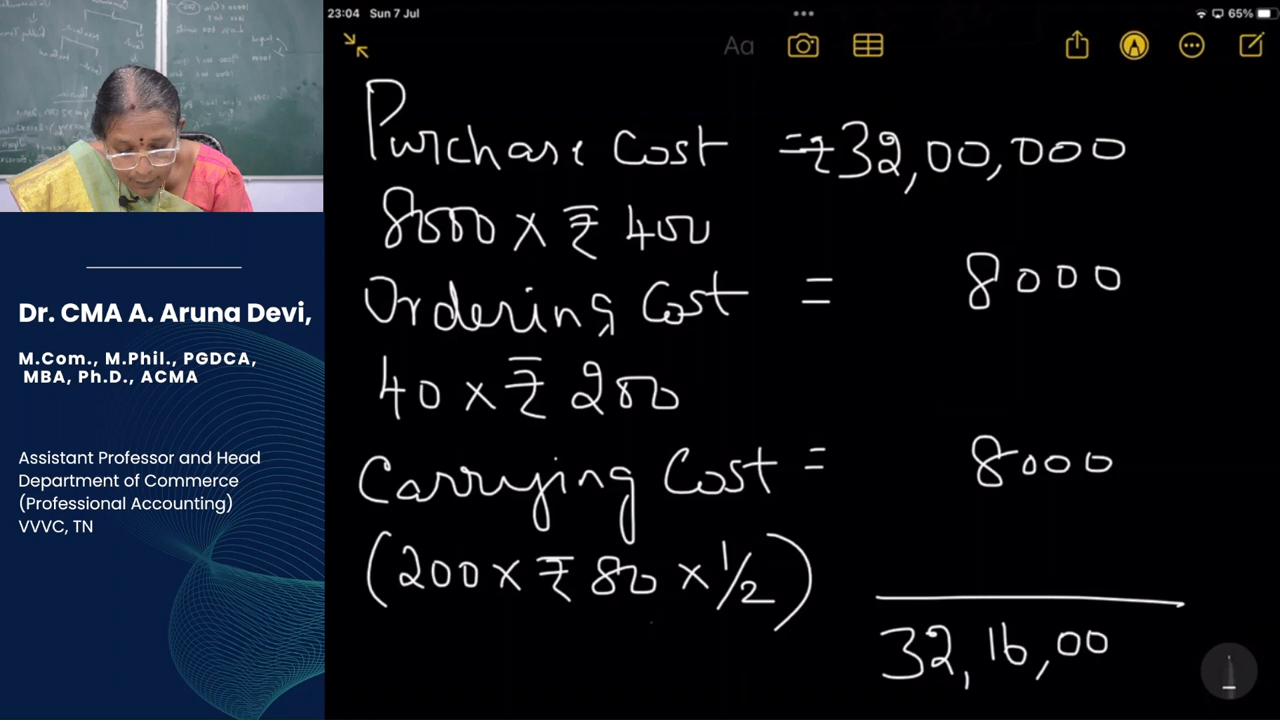 23:04 Sun 7 Jul
65%
Aa
Purchase Cost = ₹32,00,000
8000 × ₹ 400
Ordering Cost = 8000
40 × ₹ 200
Carrying Cost = 8000
(200 × ₹ 80 × 1/2)
32,16,00
Dr. CMA A. Aruna Devi,
M.Com., M.Phil., PGDCA,
MBA, Ph.D., ACMA
Assistant Professor and Head
Department of Commerce
(Professional Accounting)
VVVC, TN